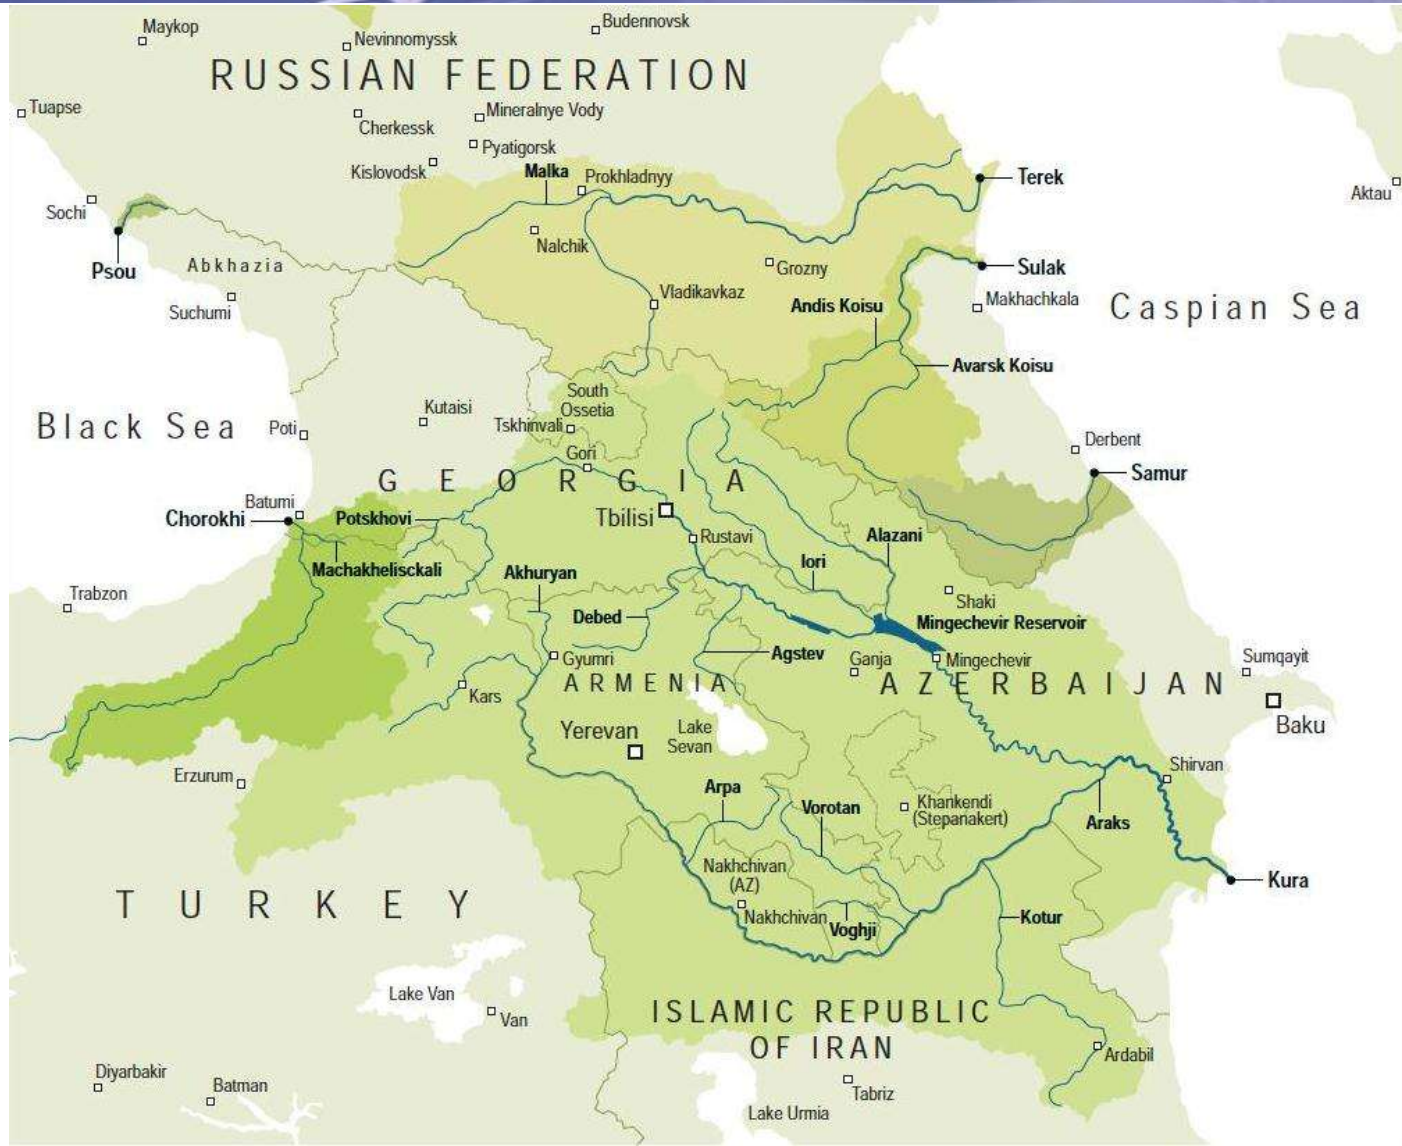 Maykop
Nevinnomyssk
Budennovsk
RUSSIAN FEDERATION
Tuapse
Mineralnye Vody
Cherkessk
Pyatigorsk
Kislovodsk
Malka
Prokhladnyy
Terek
Aktau
Sochi
Nalchik
Psou
Abkhazia
Grozny
Sulak
Suchumi
Vladikavkaz
Andis Koisu
Makhachkala
Caspian Sea
Avarsk Koisu
South
Ossetia
Black Sea
Poti
Kutaisi
Tskhinvali
Derbent
Gori
Samur
GEORGIA
Batumi
Chorokhi
Potskhovi
Tbilisi
Rustavi
Alazani
Iori
Machakhelisckali
Akhuryan
Trabzon
Debed
Shaki
Mingechevir Reservoir
Agstev
Gyumri
Ganja
Mingechevir
Sumqayit
ARMENIA
AZERBAIJAN
Kars
Baku
Yerevan
Lake
Sevan
Erzurum
Shirvan
Arpa
Vorotan
Khankendi
(Stepanakert)
Araks
Nakhchivan
(AZ)
Kura
TURKEY
Nakhchivan
Voghji
Kotur
Lake Van
Van
ISLAMIC REPUBLIC
OF IRAN
Ardabil
Diyarbakir
Batman
Tabriz
Lake Urmia